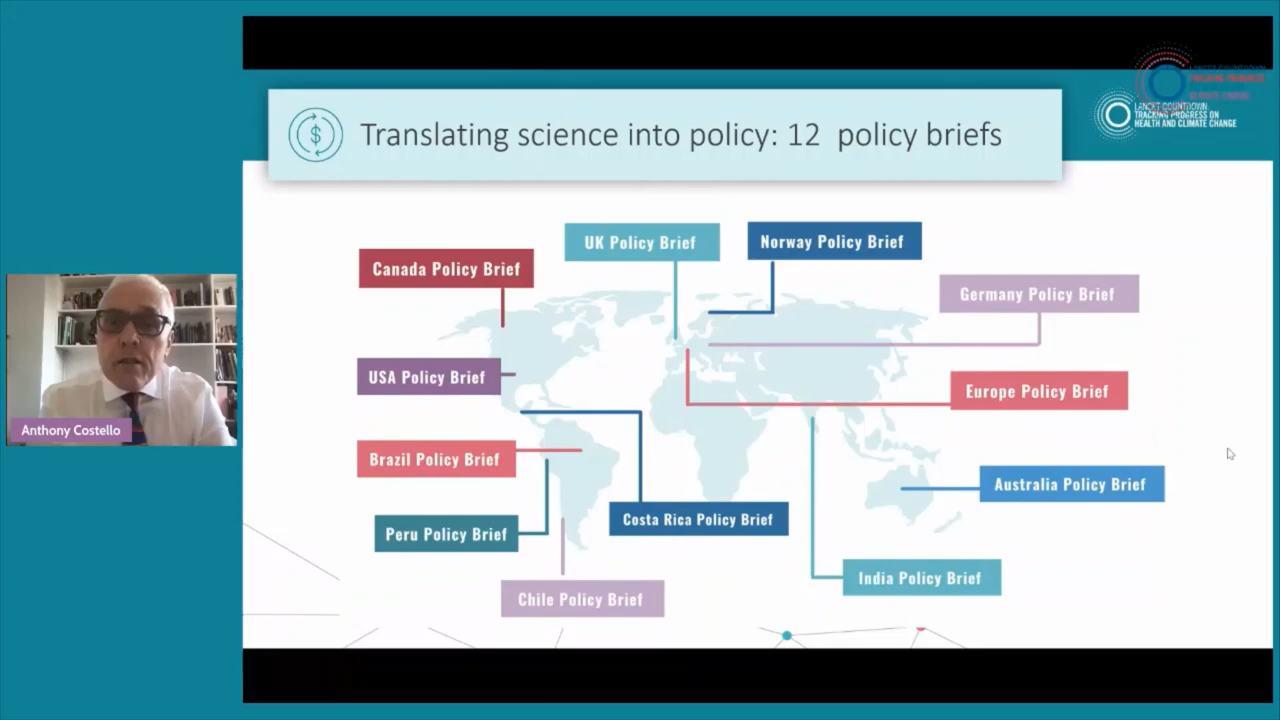 LANCET COUNTDOWN
TRACKING PROGRESS ON
HEALTH AND CLIMATE CHANGE
$ Translating science into policy: 12 policy briefs
UK Policy Brief
Norway Policy Brief
Canada Policy Brief
Germany Policy Brief
USA Policy Brief
Europe Policy Brief
Brazil Policy Brief
Australia Policy Brief
Costa Rica Policy Brief
Peru Policy Brief
India Policy Brief
Chile Policy Brief
Anthony Costello